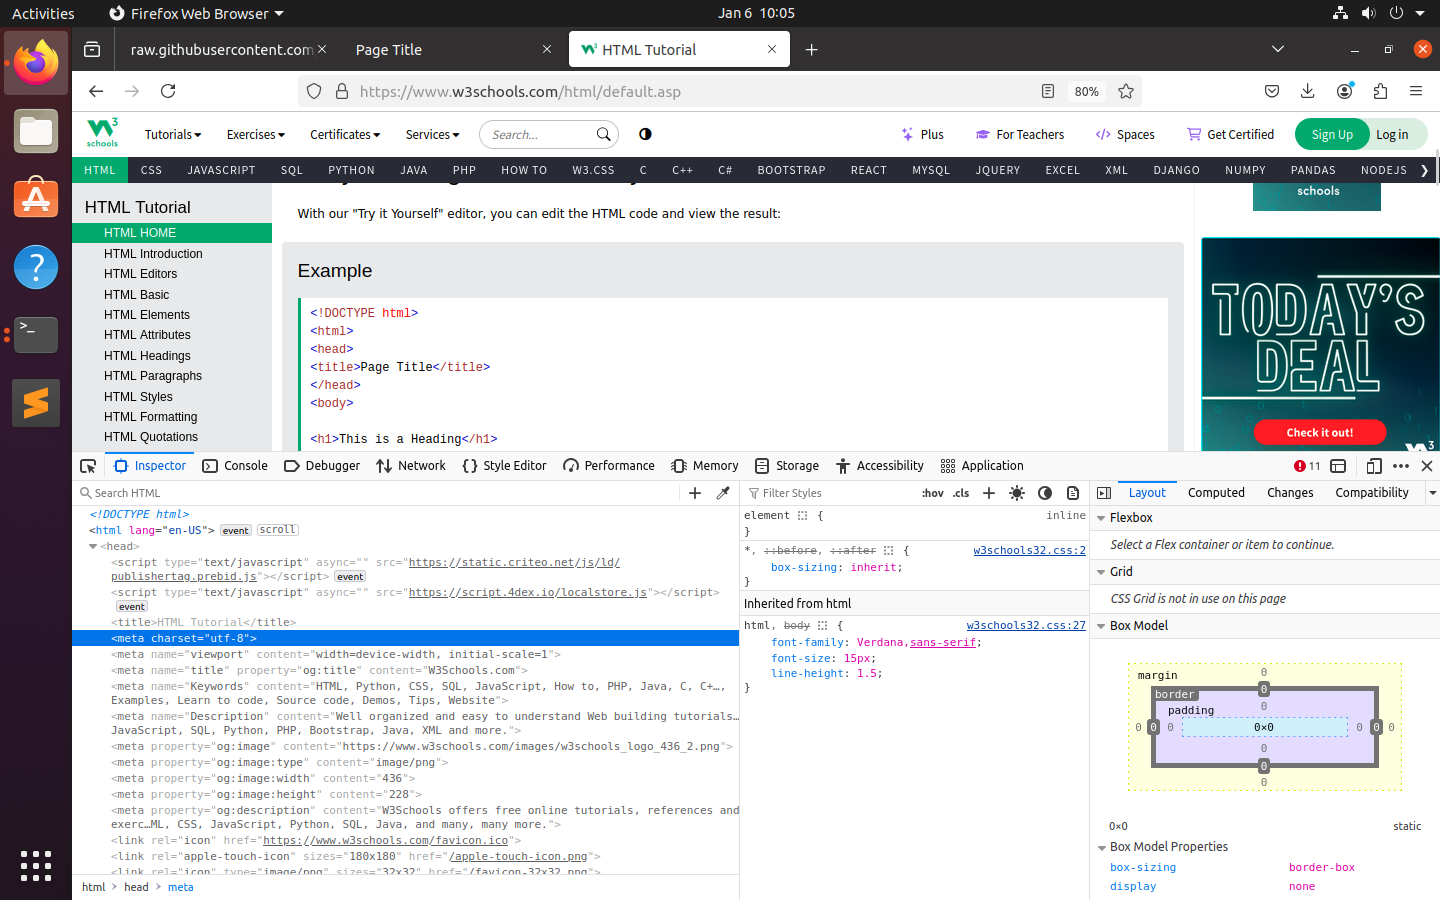 Activities
Firefox Web Browser
Jan 6 10:05
raw.githubusercontent.com
Page Title
HTML Tutorial
https://www.w3schools.com/html/default.asp
80%
W3
schools
Tutorials
Exercises
Certificates
Services
Search...
Plus
For Teachers
Spaces
Get Certified
Sign Up
Log in
HTML
CSS
JAVASCRIPT
SQL
PYTHON
JAVA
PHP
HOW TO
W3.CSS
C
C++
C#
BOOTSTRAP
REACT
MYSQL
JQUERY
EXCEL
XML
DJANGO
NUMPY
PANDAS
NODEJS
HTML Tutorial
HTML HOME
HTML Introduction
HTML Editors
HTML Basic
HTML Elements
HTML Attributes
HTML Headings
HTML Paragraphs
HTML Styles
HTML Formatting
HTML Quotations
With our "Try it Yourself" editor, you can edit the HTML code and view the result:
Example
<!DOCTYPE html>
<html>
<head>
<title>Page Title</title>
</head>
<body>
<h1>This is a Heading</h1>
schools
TODAY'S
DEAL
Check it out!
Inspector
Console
Debugger
Network
Style Editor
Performance
Memory
Storage
Accessibility
Application
11
Search HTML
<!DOCTYPE html>
<html lang="en-US"> event scroll
<head>
<script type="text/javascript" async="" src="https://static.criteo.net/js/ld/
publishertag.prebid.js"></script> event
<script type="text/javascript" async="" src="https://script.4dex.io/localstore.js"></script>
event
<title>HTML Tutorial</title>
<meta charset="utf-8">
<meta name="viewport" content="width=device-width, initial-scale=1">
<meta name="title" property="og:title" content="W3Schools.com">
<meta name="Keywords" content="HTML, Python, CSS, SQL, JavaScript, How to, PHP, Java, C, C+…,
Examples, Learn to code, Source code, Demos, Tips, Website">
<meta name="Description" content="Well organized and easy to understand Web building tutorials…
JavaScript, SQL, Python, PHP, Bootstrap, Java, XML and more.">
<meta property="og:image" content="https://www.w3schools.com/images/w3schools_logo_436_2.png">
<meta property="og:image:type" content="image/png">
<meta property="og:image:width" content="436">
<meta property="og:image:height" content="228">
<meta property="og:description" content="W3Schools offers free online tutorials, references and
exerc…ML, CSS, JavaScript, Python, SQL, Java, and many, many more.">
<link rel="icon" href="https://www.w3schools.com/favicon.ico">
<link rel="apple-touch-icon" sizes="180x180" href="/apple-touch-icon.png">
<link rel="icon" type="image/png" sizes="32x32" href="/favicon-32x32.png">
html > head > meta
Filter Styles
:hov .cls
element { inline
}
*, ::before, ::after { w3schools32.css:2
box-sizing: inherit;
}
Inherited from html
html, body { w3schools32.css:27
font-family: Verdana,sans-serif;
font-size: 15px;
line-height: 1.5;
}
Layout
Computed
Changes
Compatibility
Flexbox
Select a Flex container or item to continue.
Grid
CSS Grid is not in use on this page
Box Model
margin 0
border 0
padding 0
0 0 0 0×0 0 0 0
0
0
0
0×0 static
Box Model Properties
box-sizing border-box
display none